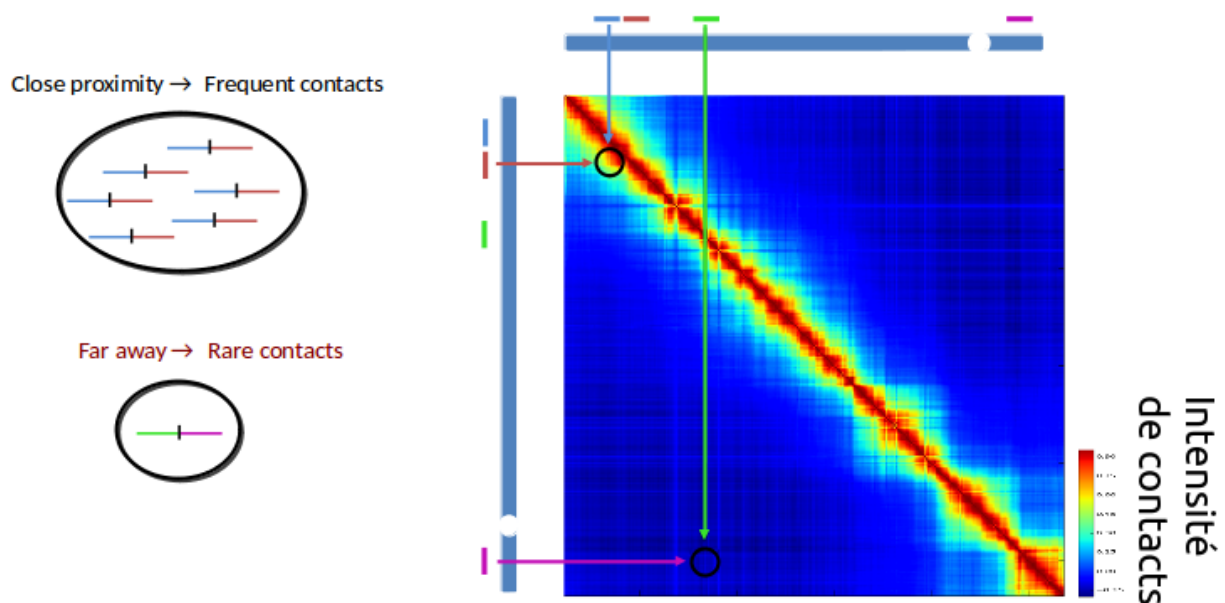 Close proximity → Frequent contacts
Far away → Rare contacts
Intensité
de contacts